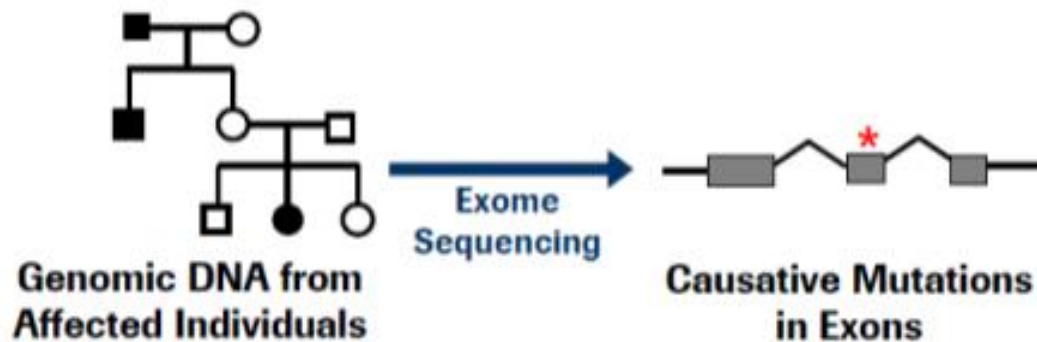 Exome
Sequencing
Genomic DNA from
Affected Individuals
*
Causative Mutations
in Exons